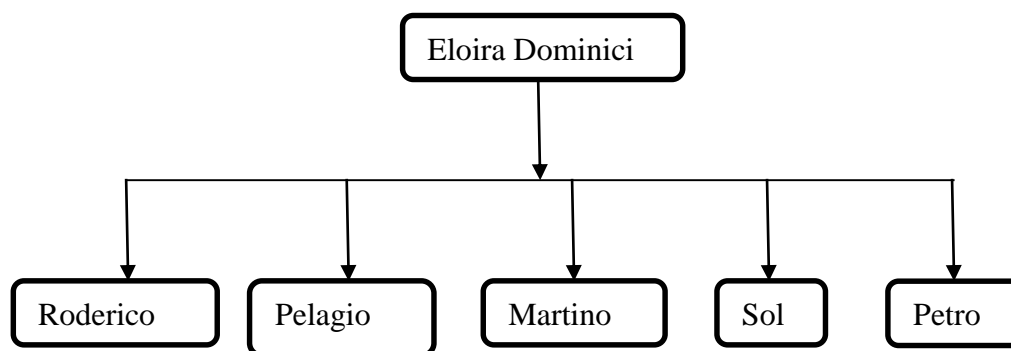 Eloira Dominici
Roderico
Pelagio
Martino
Sol
Petro